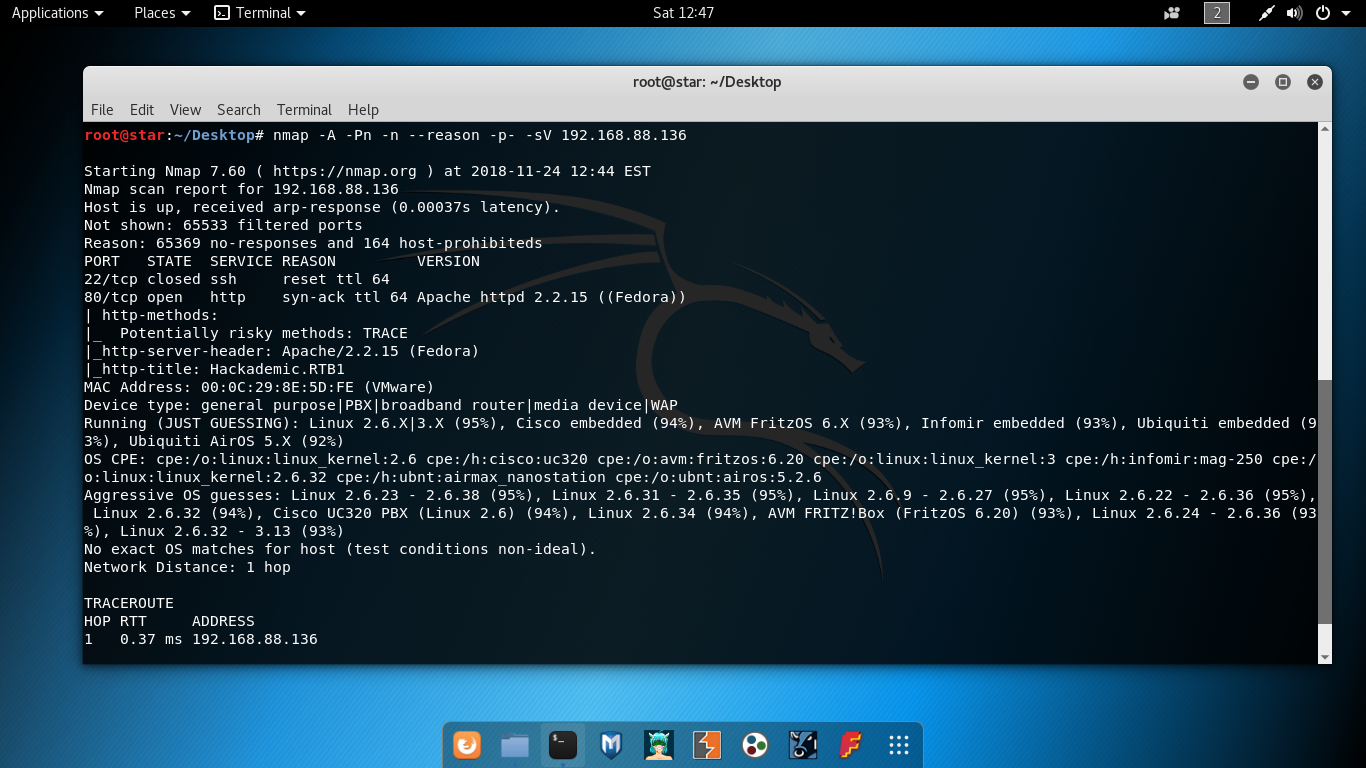 Applications Places Terminal Sat 12:47 2
root@star: ~/Desktop
File Edit View Search Terminal Help
root@star:~/Desktop# nmap -A -Pn -n --reason -p- -sV 192.168.88.136
Starting Nmap 7.60 ( https://nmap.org ) at 2018-11-24 12:44 EST
Nmap scan report for 192.168.88.136
Host is up, received arp-response (0.00037s latency).
Not shown: 65533 filtered ports
Reason: 65369 no-responses and 164 host-prohibiteds
PORT   STATE  SERVICE REASON         VERSION
22/tcp closed ssh     reset ttl 64
80/tcp open   http    syn-ack ttl 64 Apache httpd 2.2.15 ((Fedora))
| http-methods:
|_  Potentially risky methods: TRACE
|_http-server-header: Apache/2.2.15 (Fedora)
|_http-title: Hackademic.RTB1
MAC Address: 00:0C:29:8E:5D:FE (VMware)
Device type: general purpose|PBX|broadband router|media device|WAP
Running (JUST GUESSING): Linux 2.6.X|3.X (95%), Cisco embedded (94%), AVM FritzOS 6.X (93%), Infomir embedded (93%), Ubiquiti embedded (9
3%), Ubiquiti AirOS 5.X (92%)
OS CPE: cpe:/o:linux:linux_kernel:2.6 cpe:/h:cisco:uc320 cpe:/o:avm:fritzos:6.20 cpe:/o:linux:linux_kernel:3 cpe:/h:infomir:mag-250 cpe:/
o:linux:linux_kernel:2.6.32 cpe:/h:ubnt:airmax_nanostation cpe:/o:ubnt:airos:5.2.6
Aggressive OS guesses: Linux 2.6.23 - 2.6.38 (95%), Linux 2.6.31 - 2.6.35 (95%), Linux 2.6.9 - 2.6.27 (95%), Linux 2.6.22 - 2.6.36 (95%),
 Linux 2.6.32 (94%), Cisco UC320 PBX (Linux 2.6) (94%), Linux 2.6.34 (94%), AVM FRITZ!Box (FritzOS 6.20) (93%), Linux 2.6.24 - 2.6.36 (93
%), Linux 2.6.32 - 3.13 (93%)
No exact OS matches for host (test conditions non-ideal).
Network Distance: 1 hop
TRACEROUTE
HOP RTT     ADDRESS
1   0.37 ms 192.168.88.136